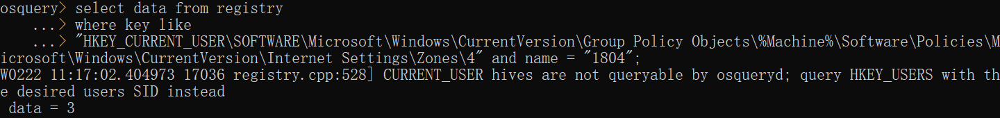 osquery> select data from registry
    ...> where key like
    ...> "HKEY_CURRENT_USER\SOFTWARE\Microsoft\Windows\CurrentVersion\Group Policy Objects\%Machine%\Software\Policies\M
icrosoft\Windows\CurrentVersion\Internet Settings\Zones\4" and name = "1804";
W0222 11:17:02.404973 17036 registry.cpp:528] CURRENT_USER hives are not queryable by osqueryd; query HKEY_USERS with th
e desired users SID instead
 data = 3